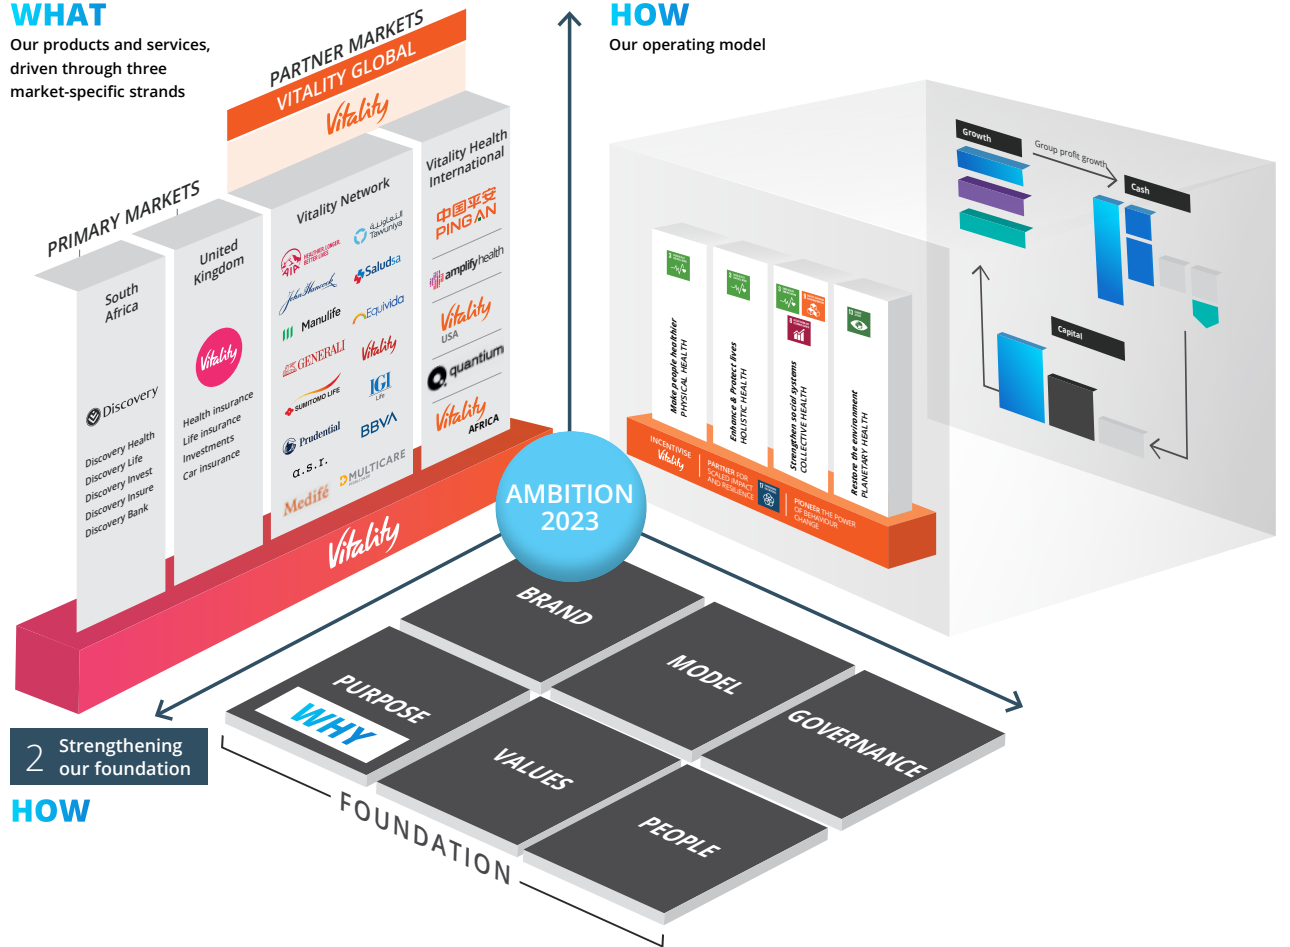 WHAT
Our products and services,
driven through three
market-specific strands
PARTNER MARKETS
VITALITY GLOBAL
Vitality
PRIMARY MARKETS
South
Africa
Discovery
Discovery Health
Discovery Life
Discovery Invest
Discovery Insure
Discovery Bank
United
Kingdom
Vitality
Health insurance
Life insurance
Investments
Car insurance
Vitality Network
AIA
HEALTHIER, LONGER,
BETTER LIVES
التعاونية
Tawuniya
John Hancock
Saludsa
Manulife
Equivida
GENERALI
Vitality
SUMITOMO LIFE
IGI
Life
Prudential
BBVA
a.s.r.
MULTICARE
Medifé
Vitality Health
International
中国平安
PING AN
amplifyhealth
Vitality
USA
quantium
Vitality
AFRICA
Vitality
HOW
Our operating model
Growth
Group profit growth
Cash
Capital
Make people healthier
PHYSICAL HEALTH
Enhance & Protect lives
HOLISTIC HEALTH
Strengthen social systems
COLLECTIVE HEALTH
Restore the environment
PLANETARY HEALTH
INCENTIVISE
Vitality
PARTNER FOR
SCALED IMPACT
AND RESILIENCE
PIONEER THE POWER
OF BEHAVIOUR
CHANGE
AMBITION
2023
BRAND
MODEL
GOVERNANCE
PURPOSE
WHY
VALUES
PEOPLE
FOUNDATION
2 Strengthening
our foundation
HOW